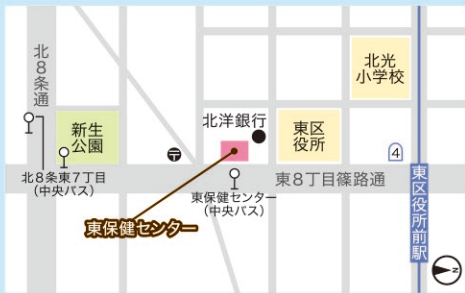 北8条通
北光
小学校
北洋銀行
新生
公園
東区
役所
〒
4
北8条東7丁目
(中央バス)
東8丁目篠路通
東保健センター
(中央バス)
東区役所前駅
東保健センター
N